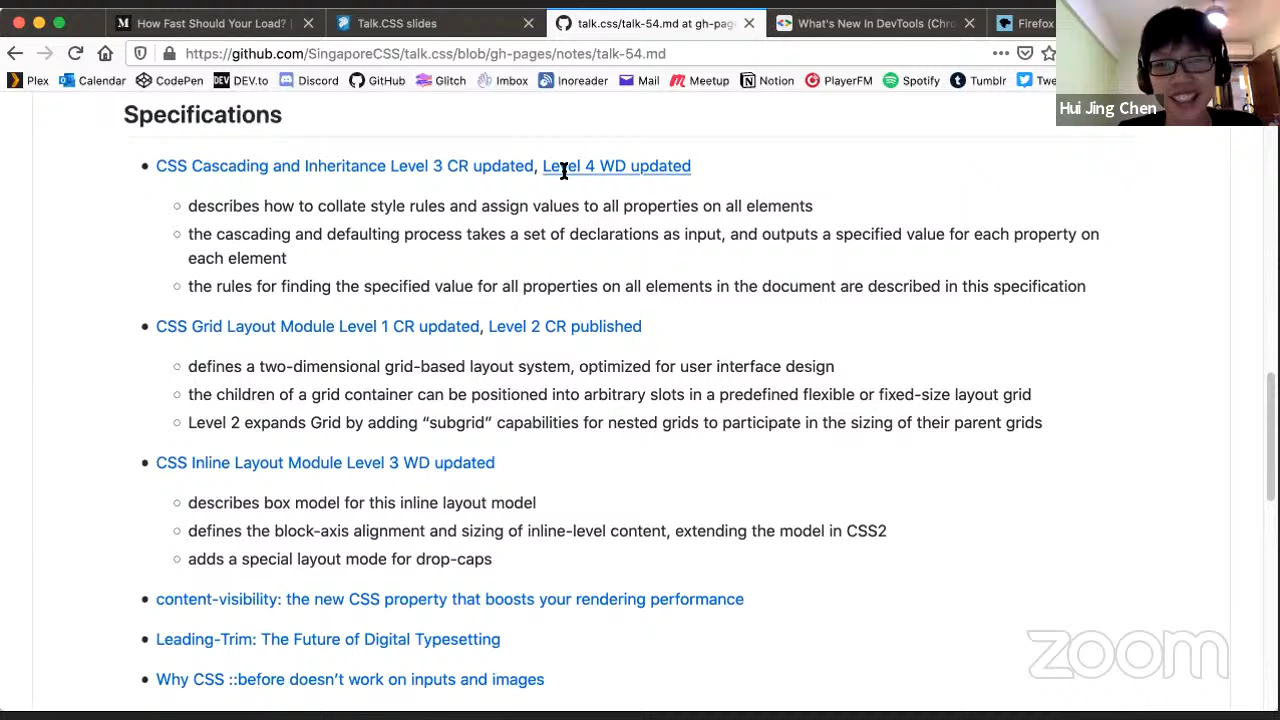 How Fast Should Your Load? |
Talk.CSS slides
talk.css/talk-54.md at gh-pag
What's New In DevTools (Chro
Firefox
https://github.com/SingaporeCSS/talk.css/blob/gh-pages/notes/talk-54.md
Plex Calendar CodePen DEV.to Discord GitHub Glitch Imbox Inoreader Mail Meetup Notion PlayerFM Spotify Tumblr Twe
Hui Jing Chen
Specifications
CSS Cascading and Inheritance Level 3 CR updated, Level 4 WD updated
describes how to collate style rules and assign values to all properties on all elements
the cascading and defaulting process takes a set of declarations as input, and outputs a specified value for each property on
each element
the rules for finding the specified value for all properties on all elements in the document are described in this specification
CSS Grid Layout Module Level 1 CR updated, Level 2 CR published
defines a two-dimensional grid-based layout system, optimized for user interface design
the children of a grid container can be positioned into arbitrary slots in a predefined flexible or fixed-size layout grid
Level 2 expands Grid by adding “subgrid” capabilities for nested grids to participate in the sizing of their parent grids
CSS Inline Layout Module Level 3 WD updated
describes box model for this inline layout model
defines the block-axis alignment and sizing of inline-level content, extending the model in CSS2
adds a special layout mode for drop-caps
content-visibility: the new CSS property that boosts your rendering performance
Leading-Trim: The Future of Digital Typesetting
Why CSS ::before doesn’t work on inputs and images
zoom